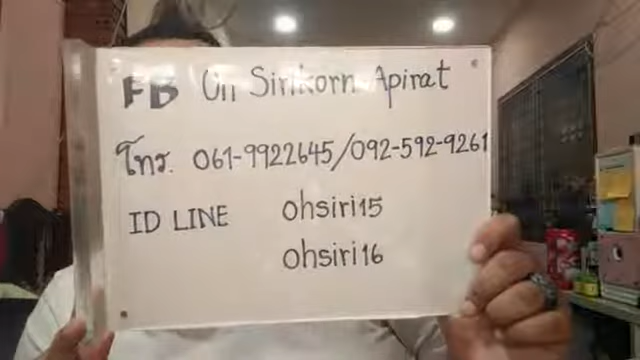 FB Oh Sirikorn Apirat
โทร. 061-9922645/092-592-9261
ID LINE ohsiri15
ohsiri16